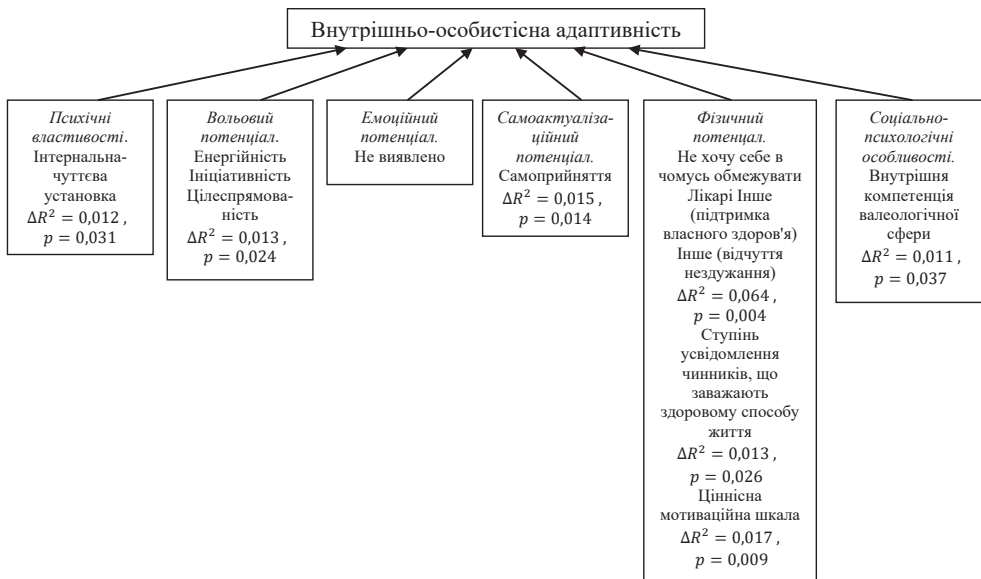 Внутрішньо-особистісна адаптивність
Психічні
властивості.
Інтернальна-
чуттєва
установка
ΔR² = 0,012 ,
p = 0,031
Вольовий
потенціал.
Енергійність
Ініціативність
Цілеспрямова-
ність
ΔR² = 0,013 ,
p = 0,024
Емоційний
потенціал.
Не виявлено
Самоактуаліза-
ційний
потенціал.
Самоприйняття
ΔR² = 0,015 ,
p = 0,014
Фізичний
потенцал.
Не хочу себе в
чомусь обмежувати
Лікарі Інше
(підтримка
власного здоров'я)
Інше (відчуття
нездужання)
ΔR² = 0,064 ,
p = 0,004
Ступінь
усвідомлення
чинників, що
заважають
здоровому способу
життя
ΔR² = 0,013 ,
p = 0,026
Ціннісна
мотиваційна шкала
ΔR² = 0,017 ,
p = 0,009
Соціально-
психологічні
особливості.
Внутрішня
компетенція
валеологічної
сфери
ΔR² = 0,011 ,
p = 0,037